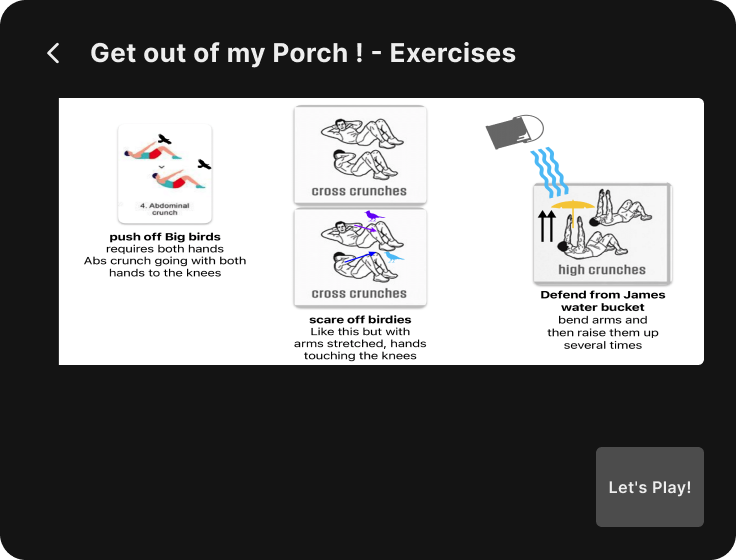 Get out of my Porch ! - Exercises
4. Abdominal
crunch
push off Big birds
requires both hands
Abs crunch going with both
hands to the knees
cross crunches
cross crunches
scare off birdies
Like this but with
arms stretched, hands
touching the knees
high crunches
Defend from James
water bucket
bend arms and
then raise them up
several times
Let's Play!